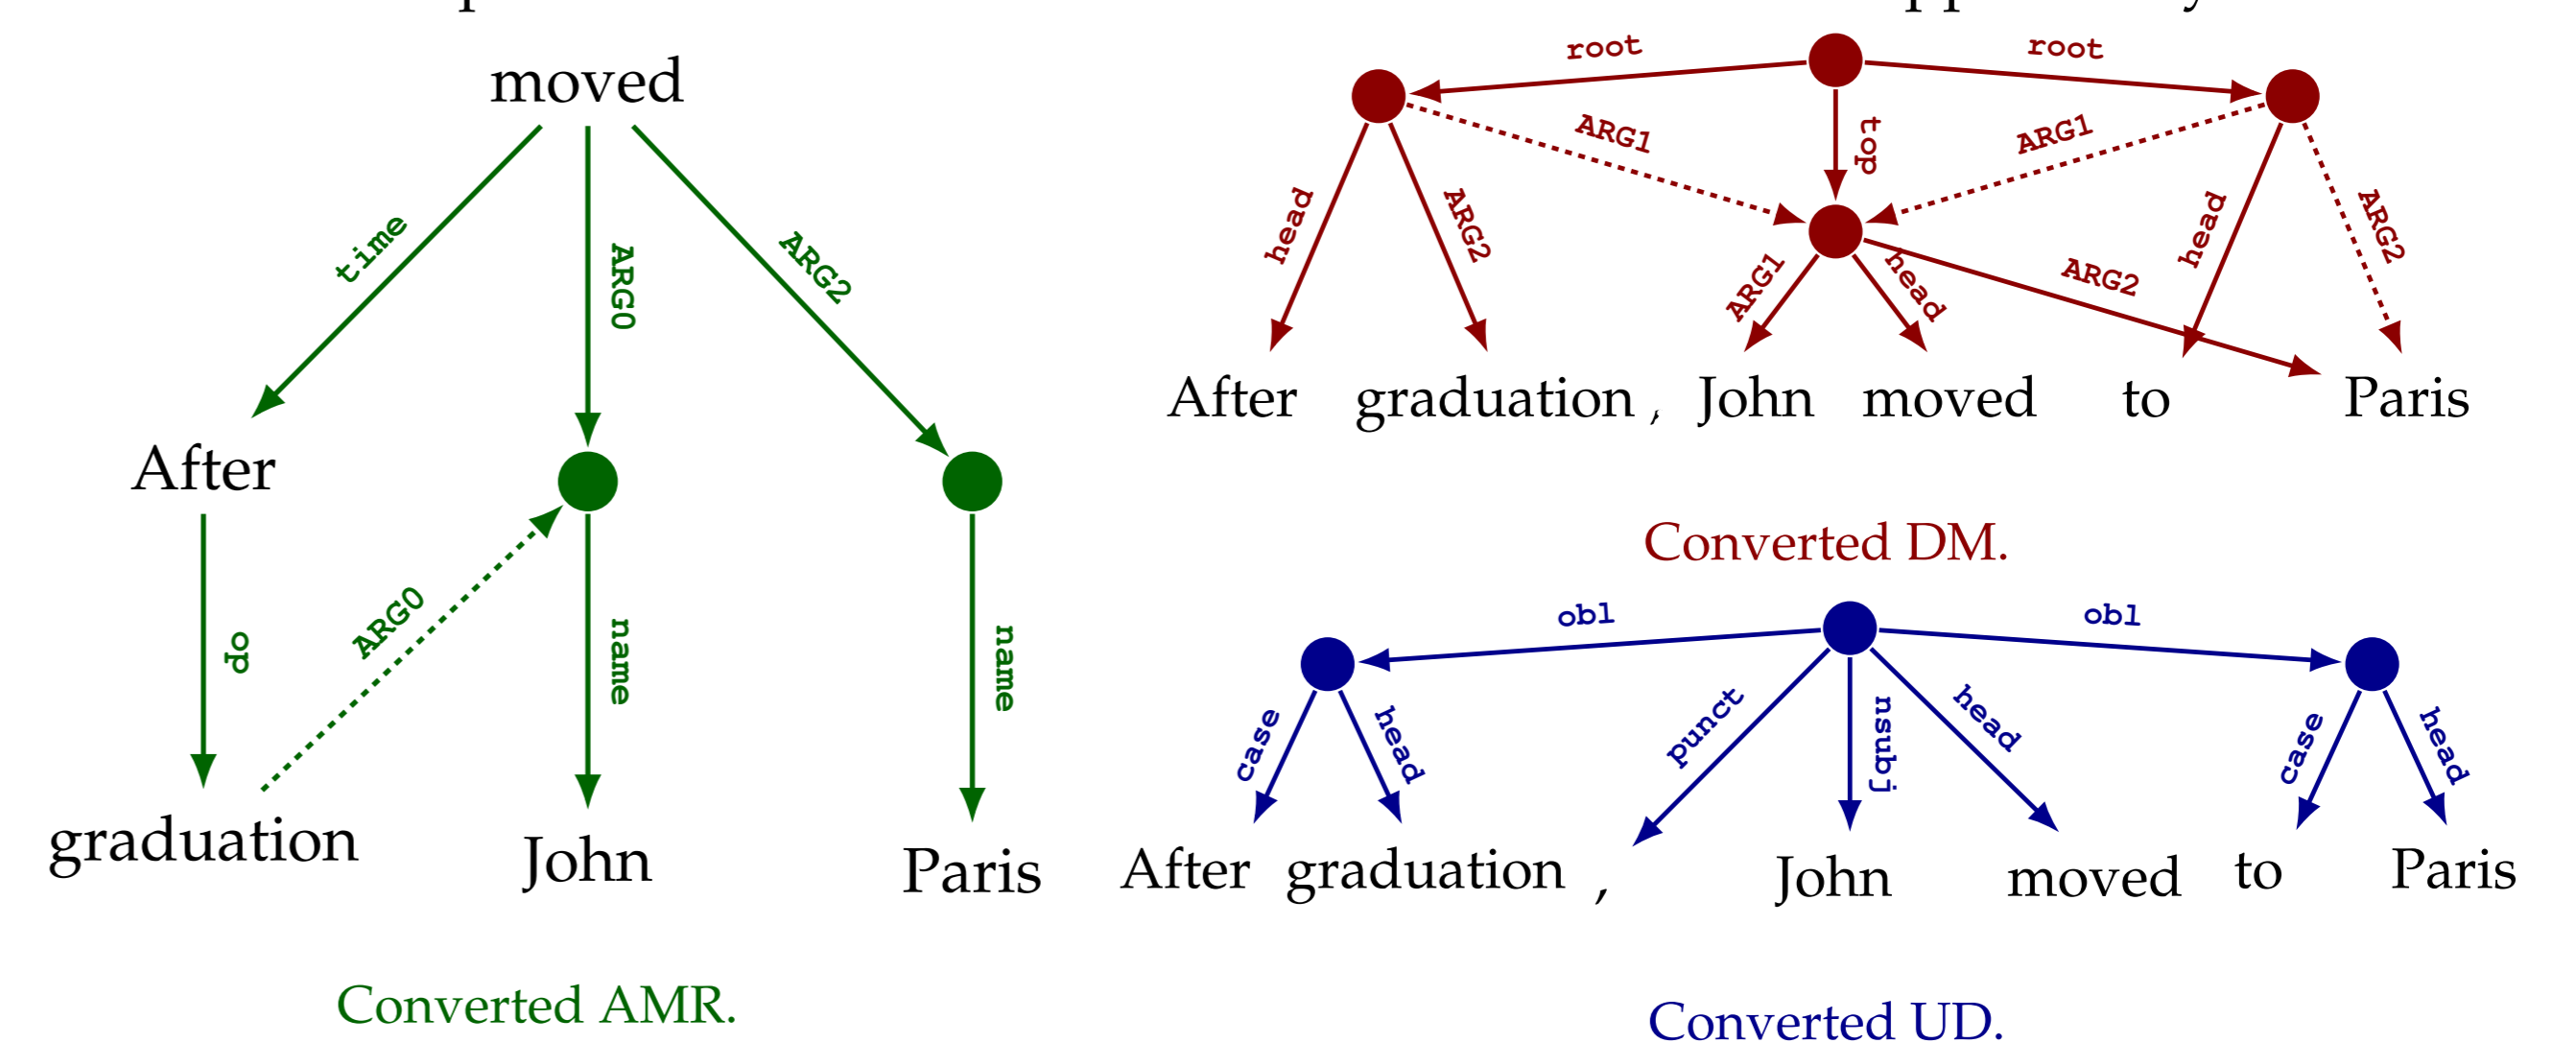 moved
time
ARG0
ARG2
After
op
ARG0
name
name
graduation
John
Paris
Converted AMR.
root
root
ARG1
top
ARG1
head
ARG2
ARG1
head
ARG2
head
ARG2
After graduation , John moved to Paris
Converted DM.
obl
obl
case
head
punct
nsubj
head
case
head
After graduation , John moved to Paris
Converted UD.